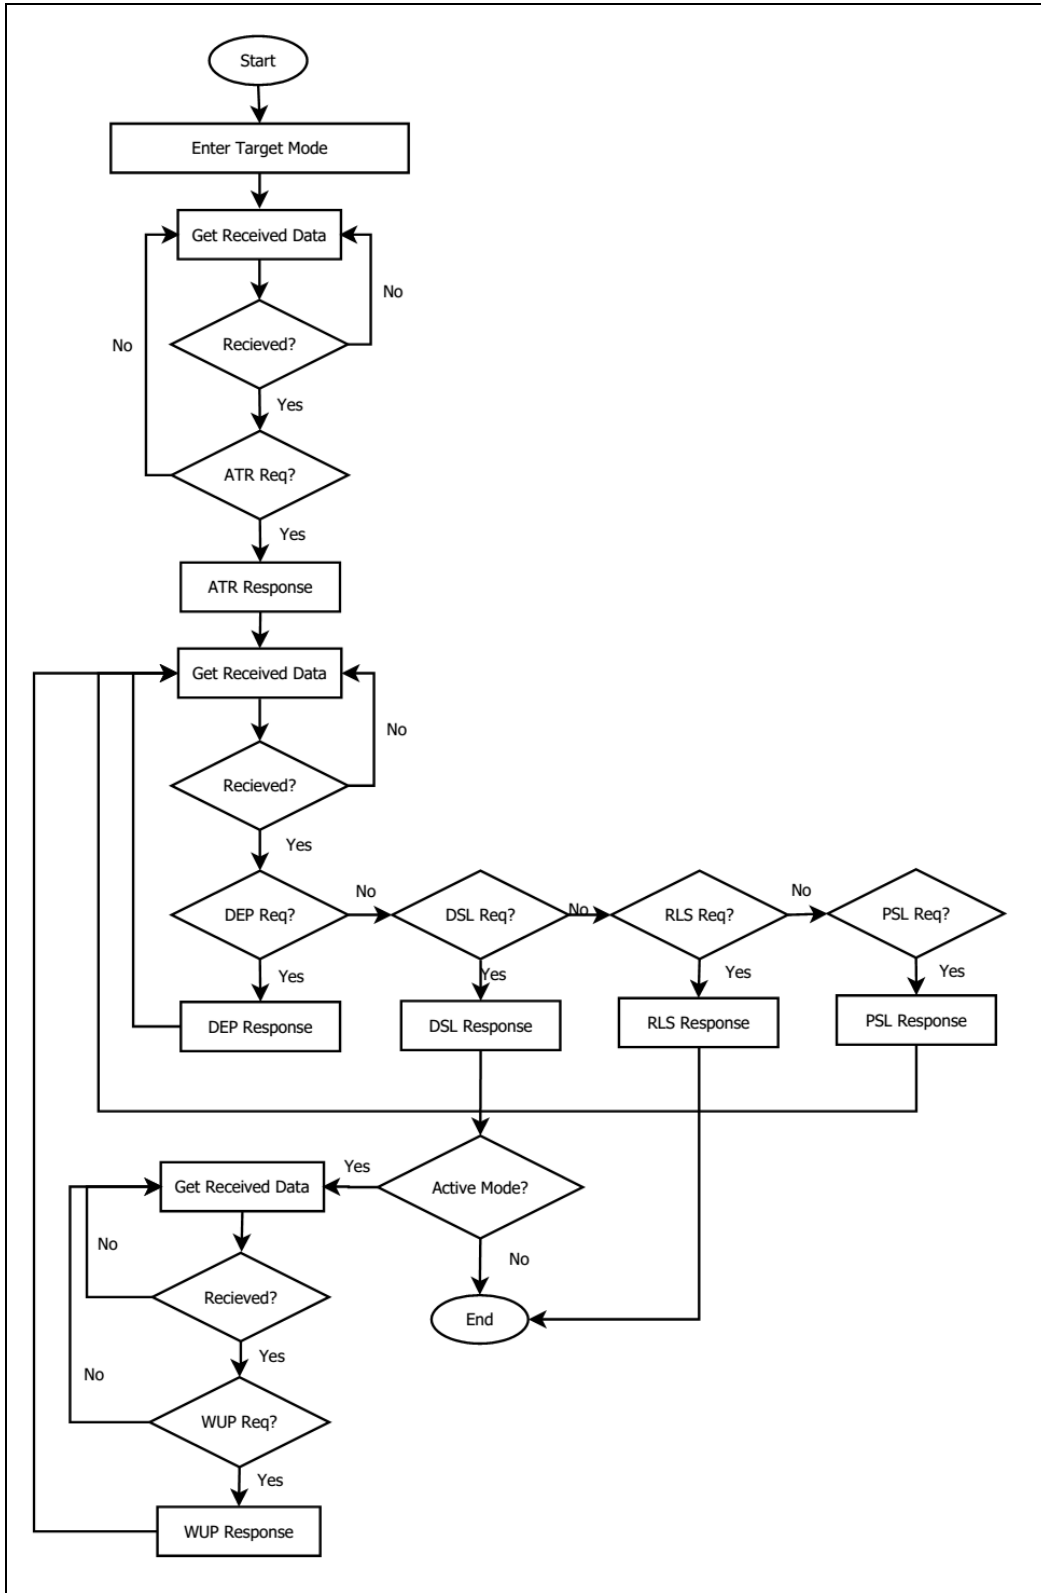 Start
Enter Target Mode
Get Received Data
No
No
Recieved?
Yes
ATR Req?
Yes
ATR Response
Get Received Data
No
Recieved?
Yes
DEP Req?
No
DSL Req?
No
RLS Req?
No
PSL Req?
Yes
Yes
Yes
Yes
DEP Response
DSL Response
RLS Response
PSL Response
Yes
Get Received Data
Active Mode?
No
No
Recieved?
End
Yes
No
WUP Req?
Yes
WUP Response